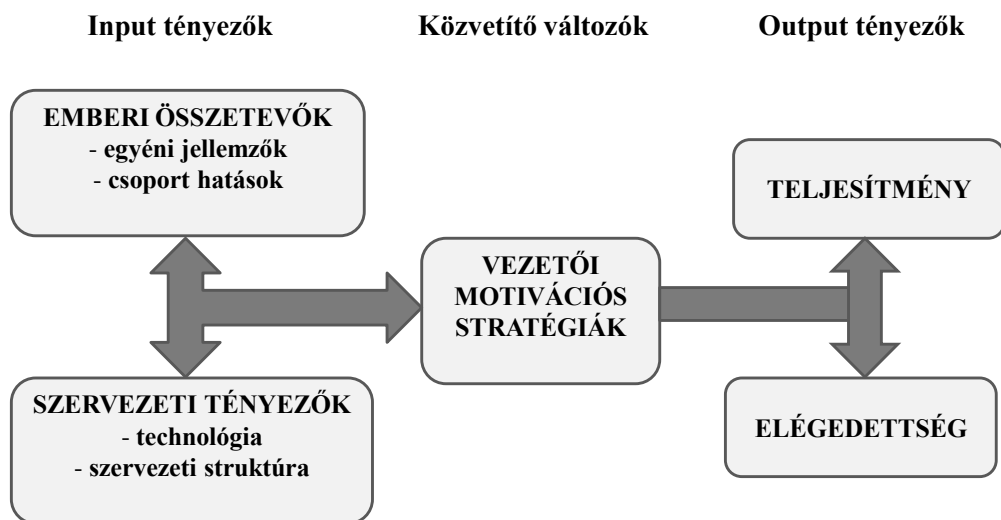 Input tényezők
Közvetítő változók
Output tényezők
EMBERI ÖSSZETEVŐK
- egyéni jellemzők
- csoport hatások
SZERVEZETI TÉNYEZŐK
- technológia
- szervezeti struktúra
VEZETŐI
MOTIVÁCIÓS
STRATÉGIÁK
TELJESÍTMÉNY
ELÉGEDETTSÉG